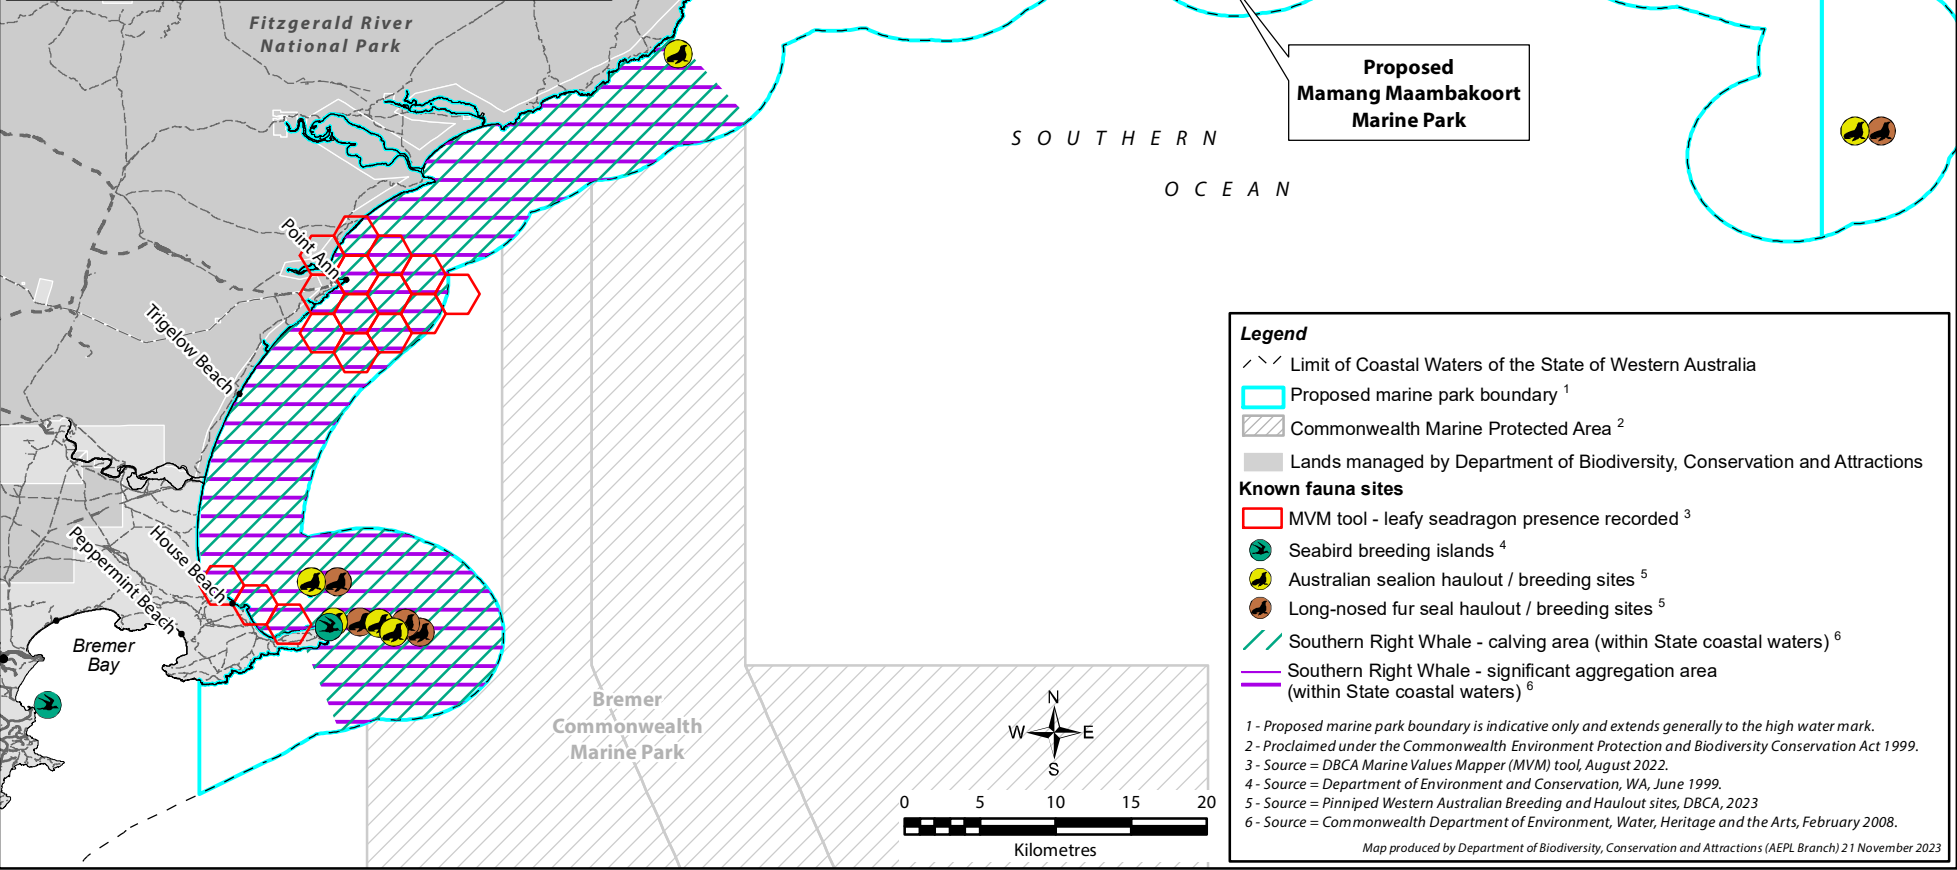 Fitzgerald River
National Park
Proposed
Mamang Maambakoort
Marine Park
SOUTHERN
OCEAN
Point Ann
Trigelow Beach
House Beach
Peppermint Beach
Bremer
Bay
Bremer
Commonwealth
Marine Park
N
W E
S
0 5 10 15 20
Kilometres
Legend
Limit of Coastal Waters of the State of Western Australia
Proposed marine park boundary 1
Commonwealth Marine Protected Area 2
Lands managed by Department of Biodiversity, Conservation and Attractions
Known fauna sites
MVM tool - leafy seadragon presence recorded 3
Seabird breeding islands 4
Australian sealion haulout / breeding sites 5
Long-nosed fur seal haulout / breeding sites 5
Southern Right Whale - calving area (within State coastal waters) 6
Southern Right Whale - significant aggregation area
(within State coastal waters) 6
1 - Proposed marine park boundary is indicative only and extends generally to the high water mark.
2 - Proclaimed under the Commonwealth Environment Protection and Biodiversity Conservation Act 1999.
3 - Source = DBCA Marine Values Mapper (MVM) tool, August 2022.
4 - Source = Department of Environment and Conservation, WA, June 1999.
5 - Source = Pinniped Western Australian Breeding and Haulout sites, DBCA, 2023
6 - Source = Commonwealth Department of Environment, Water, Heritage and the Arts, February 2008.
Map produced by Department of Biodiversity, Conservation and Attractions (AEPL Branch) 21 November 2023